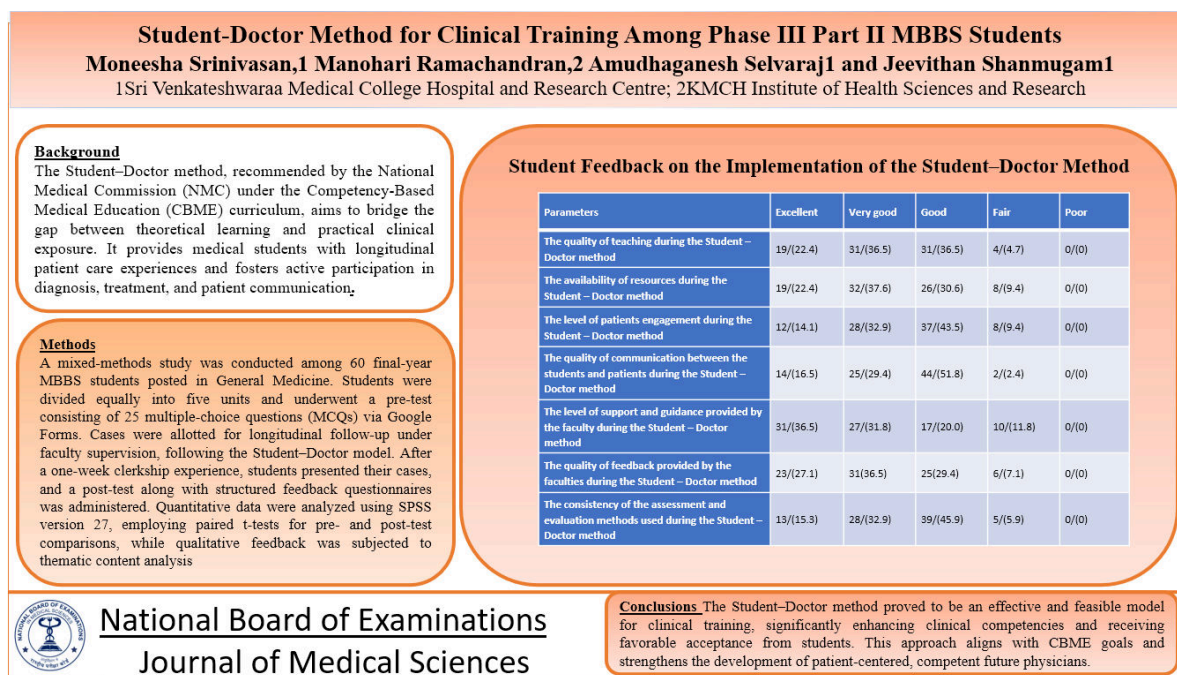 Student-Doctor Method for Clinical Training Among Phase III Part II MBBS Students
Moneesha Srinivasan,1 Manohari Ramachandran,2 Amudhaganesh Selvaraj1 and Jeevithan Shanmugam1
1Sri Venkateshwaraa Medical College Hospital and Research Centre; 2KMCH Institute of Health Sciences and Research
Background
The Student–Doctor method, recommended by the National
Medical Commission (NMC) under the Competency-Based
Medical Education (CBME) curriculum, aims to bridge the
gap between theoretical learning and practical clinical
exposure. It provides medical students with longitudinal
patient care experiences and fosters active participation in
diagnosis, treatment, and patient communication.
Methods
A mixed-methods study was conducted among 60 final-year
MBBS students posted in General Medicine. Students were
divided equally into five units and underwent a pre-test
consisting of 25 multiple-choice questions (MCQs) via Google
Forms. Cases were allotted for longitudinal follow-up under
faculty supervision, following the Student–Doctor model. After
a one-week clerkship experience, students presented their cases,
and a post-test along with structured feedback questionnaires
was administered. Quantitative data were analyzed using SPSS
version 27, employing paired t-tests for pre- and post-test
comparisons, while qualitative feedback was subjected to
thematic content analysis
Student Feedback on the Implementation of the Student–Doctor Method
Parameters Excellent Very good Good Fair Poor
The quality of teaching during the Student –
Doctor method 19/(22.4) 31/(36.5) 31/(36.5) 4/(4.7) 0/(0)
The availability of resources during the
Student – Doctor method 19/(22.4) 32/(37.6) 26/(30.6) 8/(9.4) 0/(0)
The level of patients engagement during the
Student – Doctor method 12/(14.1) 28/(32.9) 37/(43.5) 8/(9.4) 0/(0)
The quality of communication between the
students and patients during the Student –
Doctor method 14/(16.5) 25/(29.4) 44/(51.8) 2/(2.4) 0/(0)
The level of support and guidance provided by
the faculty during the Student – Doctor
method 31/(36.5) 27/(31.8) 17/(20.0) 10/(11.8) 0/(0)
The quality of feedback provided by the
faculties during the Student – Doctor method 23/(27.1) 31(36.5) 25(29.4) 6/(7.1) 0/(0)
The consistency of the assessment and
evaluation methods used during the Student –
Doctor method 13/(15.3) 28/(32.9) 39/(45.9) 5/(5.9) 0/(0)
National Board of Examinations
Journal of Medical Sciences
Conclusions The Student–Doctor method proved to be an effective and feasible model
for clinical training, significantly enhancing clinical competencies and receiving
favorable acceptance from students. This approach aligns with CBME goals and
strengthens the development of patient-centered, competent future physicians.